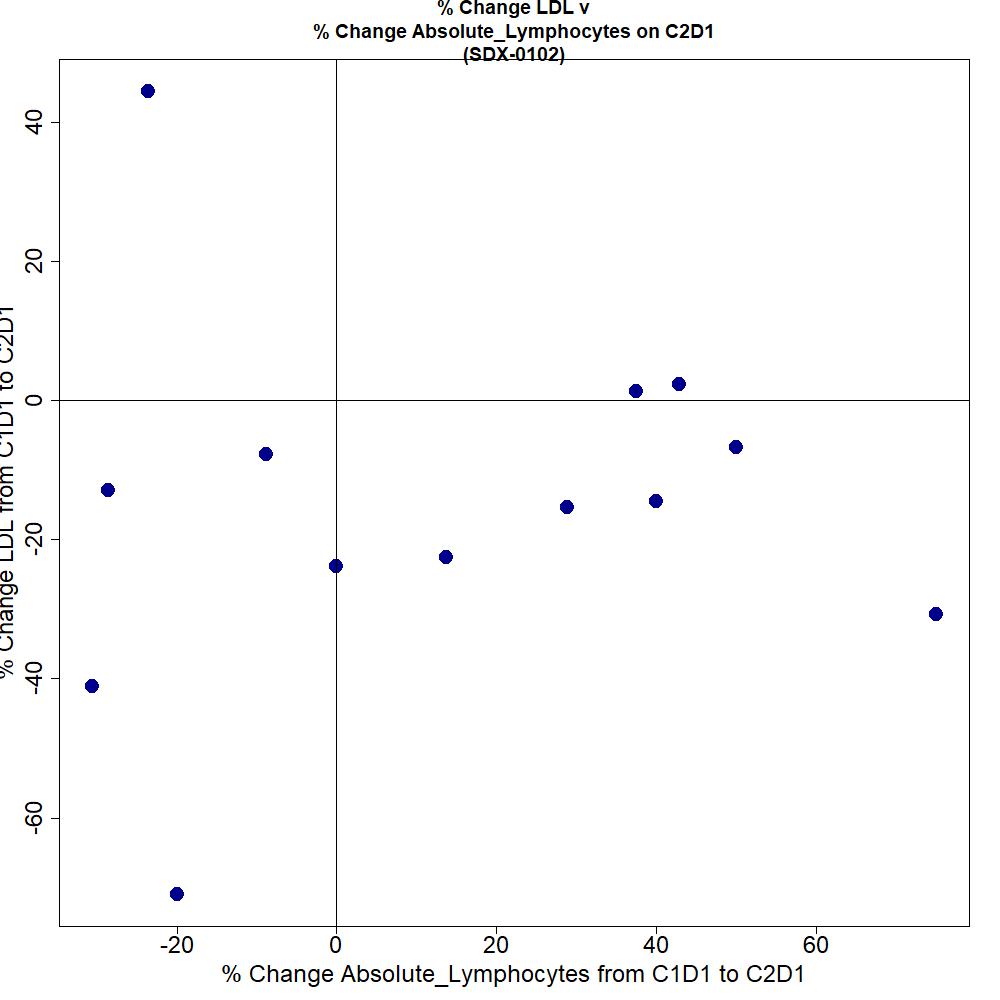 % Change LDL v
% Change Absolute_Lymphocytes on C2D1
(SDX-0102)
% Change LDL from C1D1 to C2D1
40
20
0
-20
-40
-60
-20
0
20
40
60
% Change Absolute_Lymphocytes from C1D1 to C2D1